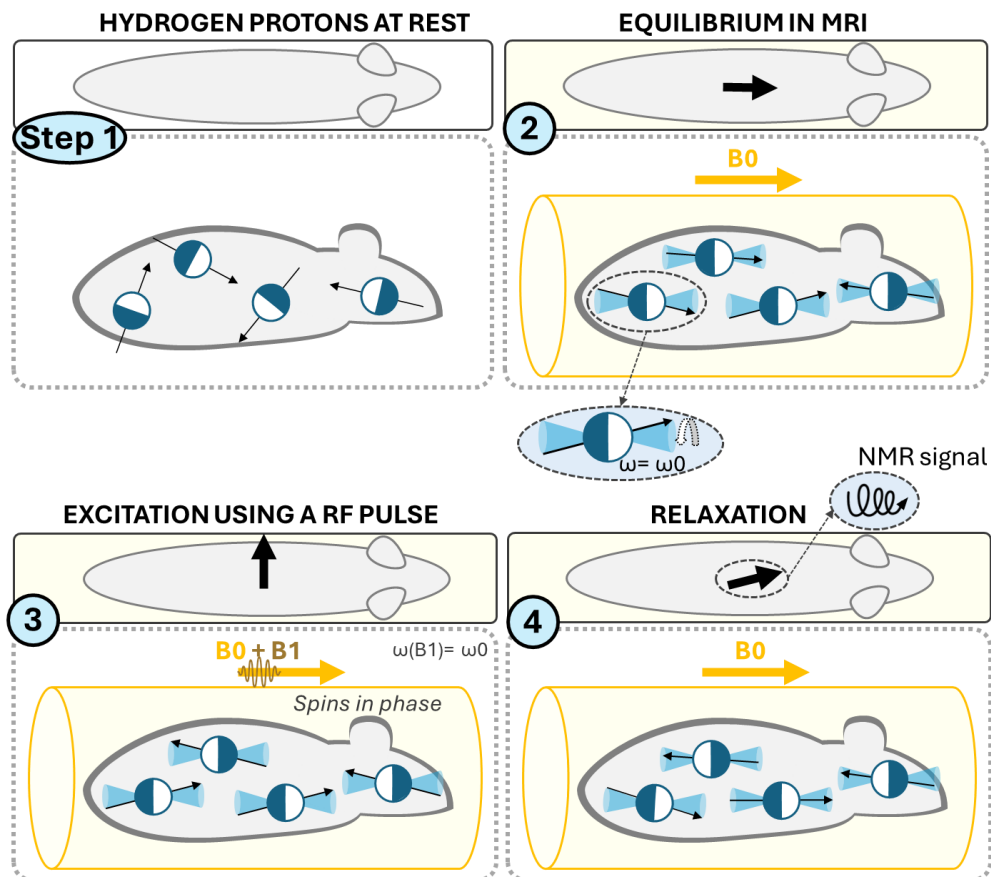 HYDROGEN PROTONS AT REST
EQUILIBRIUM IN MRI
Step 1
2
B0
ω= ω0
NMR signal
EXCITATION USING A RF PULSE
RELAXATION
3
4
B0 + B1
ω(B1)= ω0
B0
Spins in phase